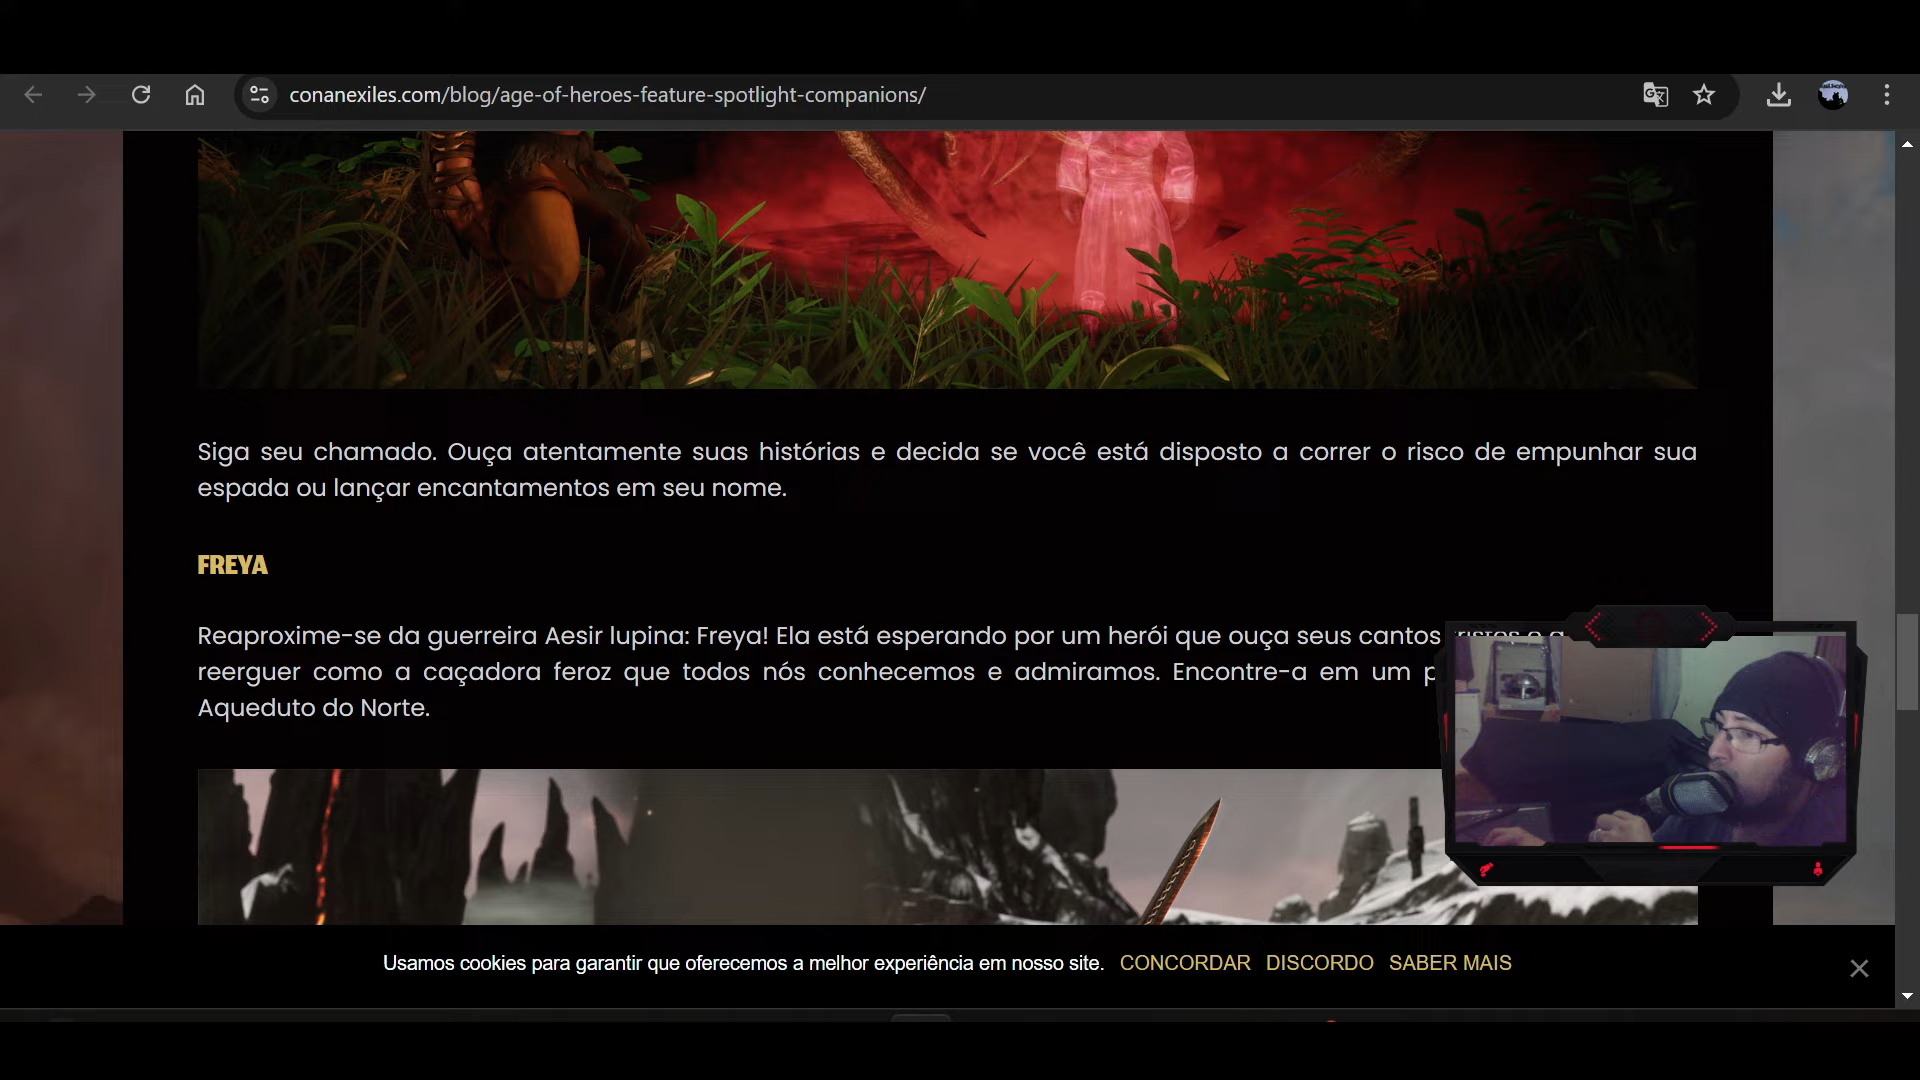 conanexiles.com/blog/age-of-heroes-feature-spotlight-companions/
Siga seu chamado. Ouça atentamente suas histórias e decida se você está disposto a correr o risco de empunhar sua
espada ou lançar encantamentos em seu nome.
FREYA
Reaproxime-se da guerreira Aesir lupina: Freya! Ela está esperando por um herói que ouça seus cantos
reerguer como a caçadora feroz que todos nós conhecemos e admiramos. Encontre-a em um
Aqueduto do Norte.
Usamos cookies para garantir que oferecemos a melhor experiência em nosso site. CONCORDAR DISCORDO SABER MAIS